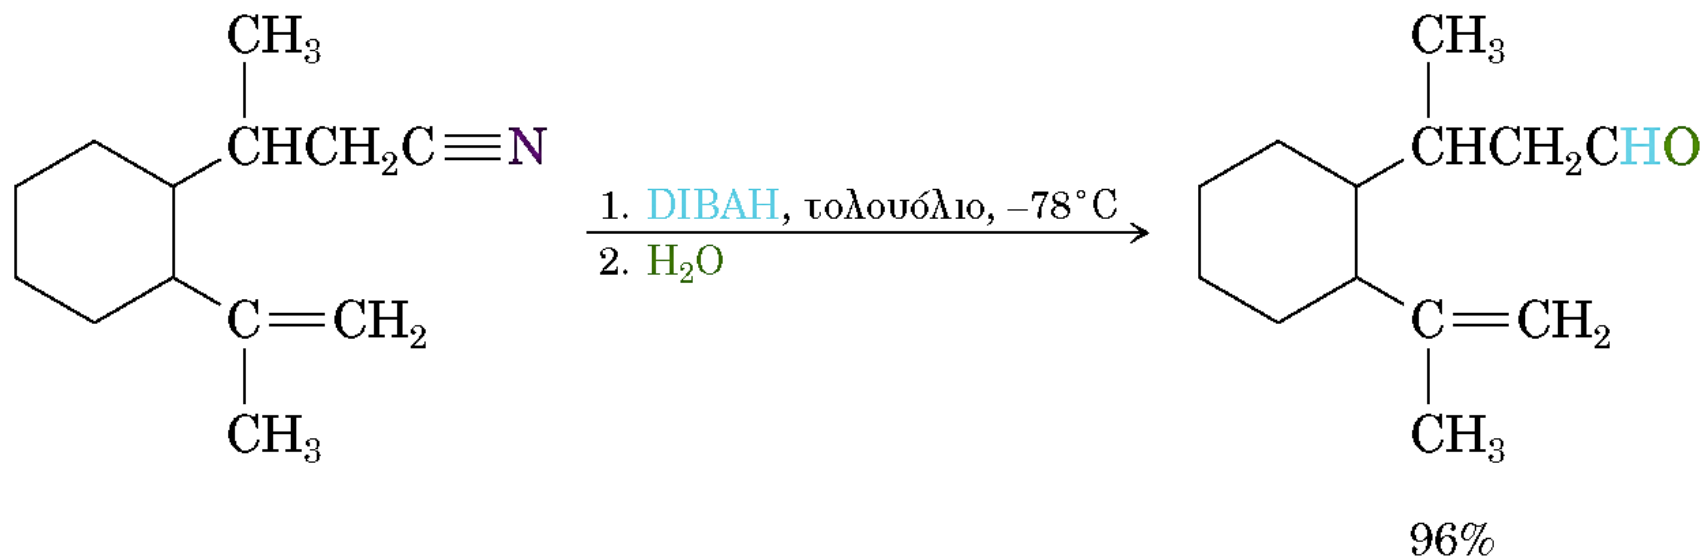 CH₃ CH₃
CHCH₂C≡N CHCH₂CHO
1. DIBAH, τολουόλιο, –78°C
2. H₂O
C=CH₂ C=CH₂
CH₃ CH₃
96%